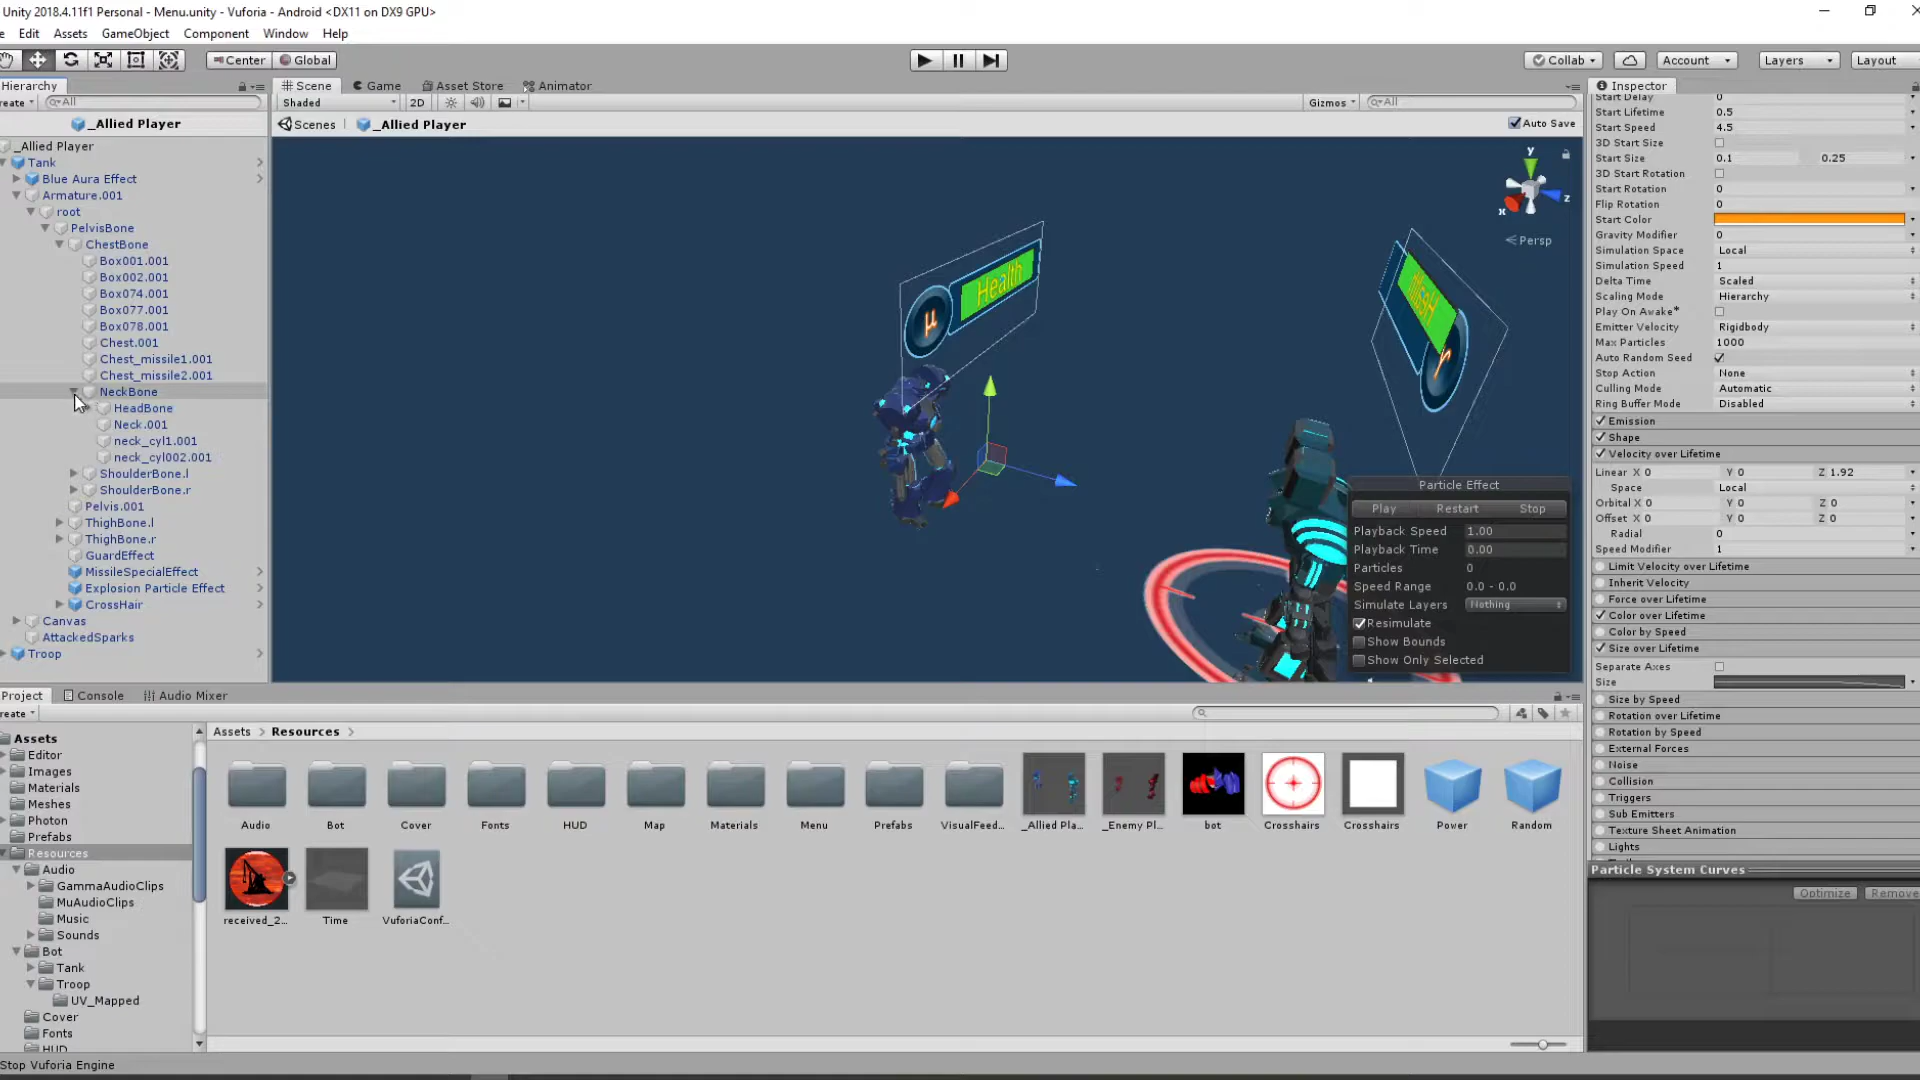 Unity 2018.4.11f1 Personal - Menu.unity - Vuforia - Android <DX11 on DX9 GPU>
e Edit Assets GameObject Component Window Help
Center Global
Collab Account Layers Layout
Hierarchy
reate All
_Allied Player
_Allied Player
Tank
Blue Aura Effect
Armature.001
root
PelvisBone
ChestBone
Box001.001
Box002.001
Box074.001
Box077.001
Box078.001
Chest.001
Chest_missile1.001
Chest_missile2.001
NeckBone
HeadBone
Neck.001
neck_cyl1.001
neck_cyl002.001
ShoulderBone.l
ShoulderBone.r
Pelvis.001
ThighBone.l
ThighBone.r
GuardEffect
MissileSpecialEffect
Explosion Particle Effect
CrossHair
Canvas
AttackedSparks
Troop
Scene Game Asset Store Animator
Shaded 2D Gizmos All
Scenes _Allied Player Auto Save
y
x
z
Persp
Health
µ
Health
µ
Particle Effect
Play Restart Stop
Playback Speed 1.00
Playback Time 0.00
Particles 0
Speed Range 0.0 - 0.0
Simulate Layers Nothing
Resimulate
Show Bounds
Show Only Selected
Inspector
Start Delay 0
Start Lifetime 0.5
Start Speed 4.5
3D Start Size
Start Size 0.1 0.25
3D Start Rotation
Start Rotation 0
Flip Rotation 0
Start Color
Gravity Modifier 0
Simulation Space Local
Simulation Speed 1
Delta Time Scaled
Scaling Mode Hierarchy
Play On Awake*
Emitter Velocity Rigidbody
Max Particles 1000
Auto Random Seed
Stop Action None
Culling Mode Automatic
Ring Buffer Mode Disabled
Emission
Shape
Velocity over Lifetime
Linear X 0 Y 0 Z 1.92
Space Local
Orbital X 0 Y 0 Z 0
Offset X 0 Y 0 Z 0
Radial 0
Speed Modifier 1
Limit Velocity over Lifetime
Inherit Velocity
Force over Lifetime
Color over Lifetime
Color by Speed
Size over Lifetime
Separate Axes
Size
Size by Speed
Rotation over Lifetime
Rotation by Speed
External Forces
Noise
Collision
Triggers
Sub Emitters
Texture Sheet Animation
Lights
Particle System Curves
Optimize Remove
Project Console Audio Mixer
reate
Assets
Editor
Images
Materials
Meshes
Photon
Prefabs
Resources
Audio
GammaAudioClips
MuAudioClips
Music
Sounds
Bot
Tank
Troop
UV_Mapped
Cover
Fonts
HUD
Assets Resources
Audio Bot Cover Fonts HUD Map Materials Menu Prefabs VisualFeed... _Allied Pla... _Enemy Pl... bot Crosshairs Crosshairs Power Random
received_2... Time VuforiaConf...
Stop Vuforia Engine